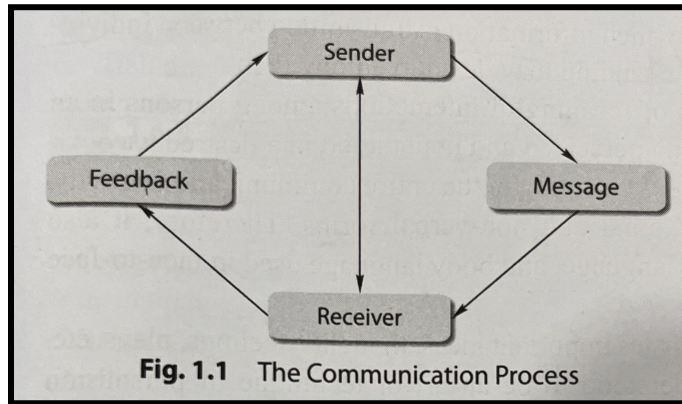 Sender
Feedback
Message
Receiver
Fig. 1.1 The Communication Process